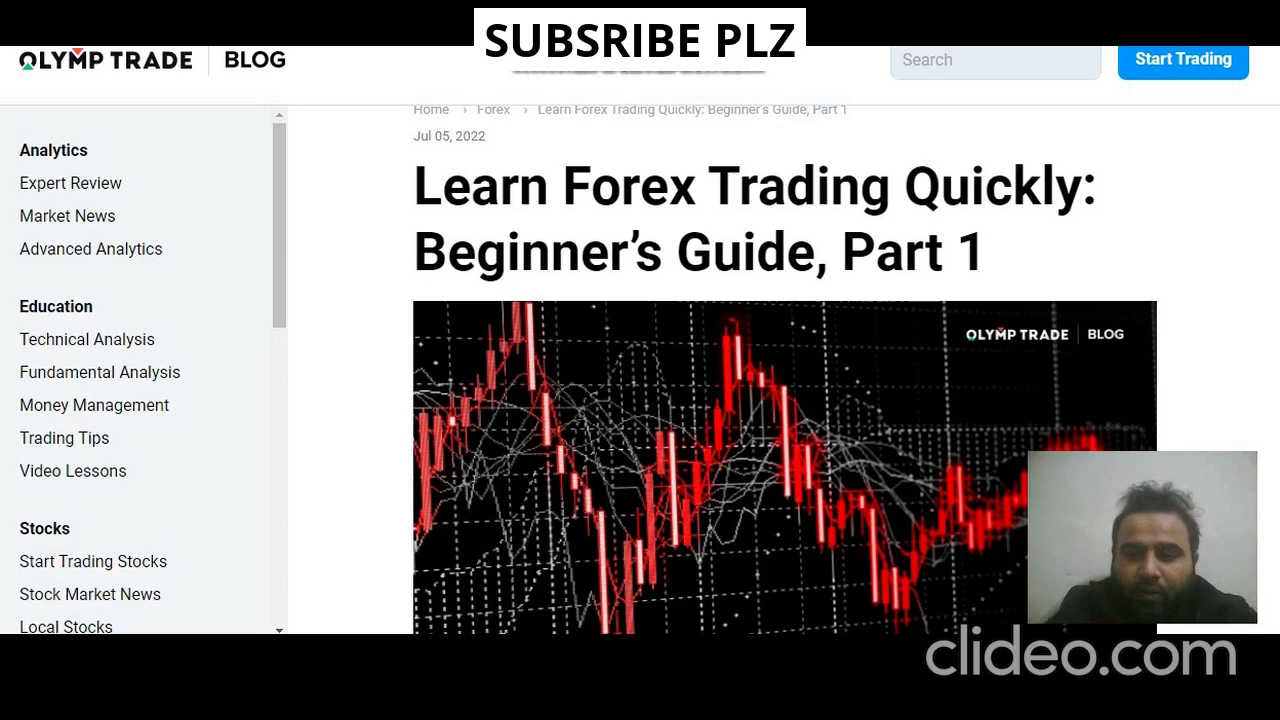 SUBSRIBE PLZ
OLYMP TRADE BLOG
Search
Start Trading
Home › Forex › Learn Forex Trading Quickly: Beginner's Guide, Part 1
Jul 05, 2022
Learn Forex Trading Quickly:
Beginner’s Guide, Part 1
Analytics
Expert Review
Market News
Advanced Analytics
Education
Technical Analysis
Fundamental Analysis
Money Management
Trading Tips
Video Lessons
Stocks
Start Trading Stocks
Stock Market News
Local Stocks
OLYMP TRADE BLOG
clideo.com